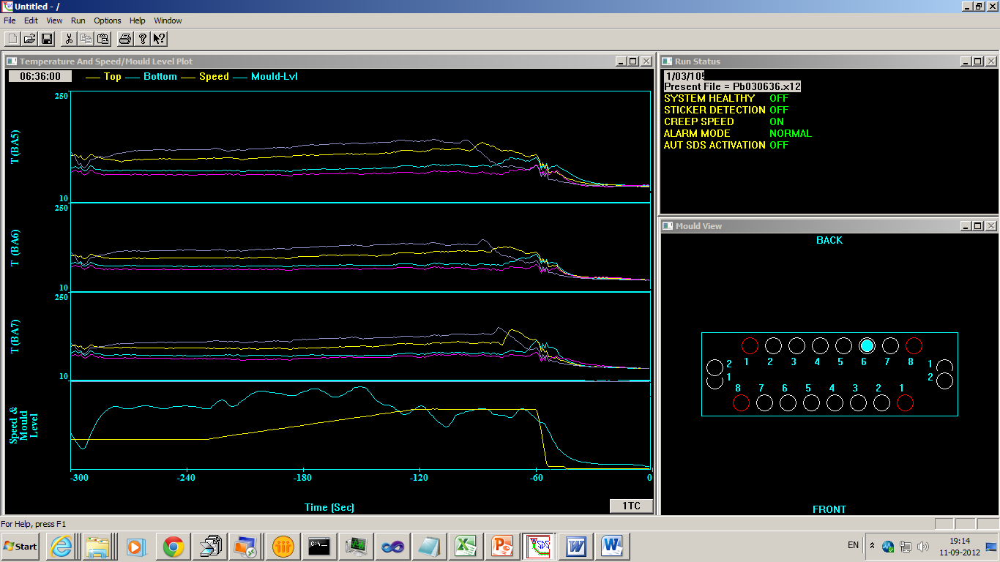 Untitled - /
File Edit View Run Options Help Window
Temperature And Speed/Mould Level Plot
06:36:00 Top Bottom Speed Mould-Lvl
250
T (BA5)
10
250
T (BA6)
10
250
T(BA7)
10
Speed &
Mould
Level
-300 -240 -180 -120 -60 0
Time (Sec)
1TC
Run Status
1/03/105
Present File = Pb030636.x12
SYSTEM HEALTHY OFF
STICKER DETECTION OFF
CREEP SPEED ON
ALARM MODE NORMAL
AUT SDS ACTIVATION OFF
Mould View
BACK
1 2 3 4 5 6 7 8
2 1
1 2
8 7 6 5 4 3 2 1
FRONT
For Help, press F1
Start
C:\_
EN
19:14
11-09-2012